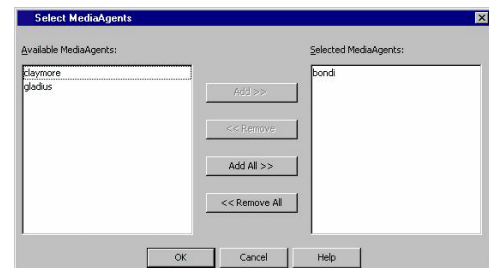 Select MediaAgents
Available MediaAgents:
Selected MediaAgents:
claymore
gladius
bondi
Add >>
<< Remove
Add All >>
<< Remove All
OK
Cancel
Help